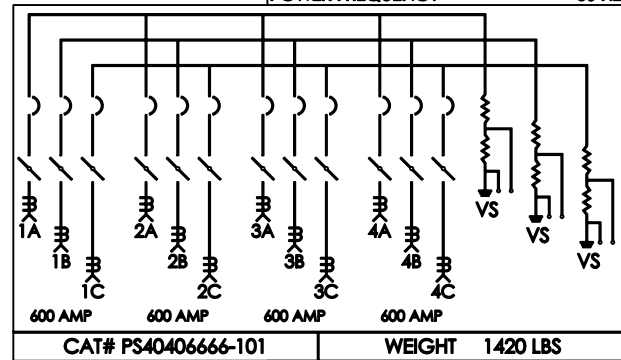 1A 2A 3A 4A VS
1B 2B 3B 4B VS
1C 2C 3C 4C VS
600 AMP 600 AMP 600 AMP 600 AMP
CAT# PS40406666-101 WEIGHT 1420 LBS